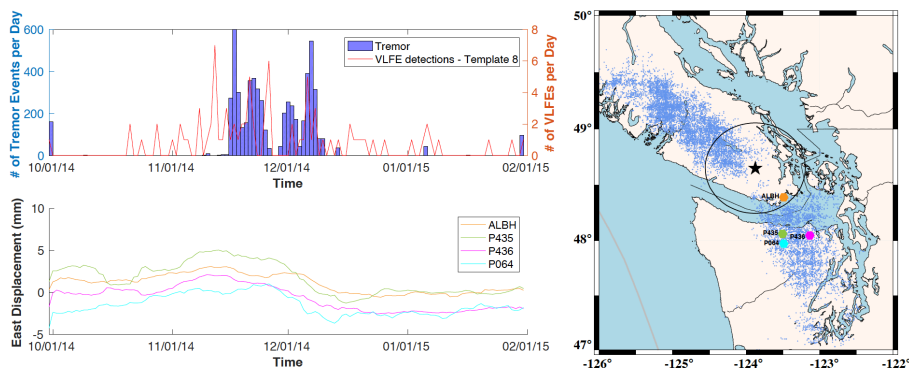 # of Tremor Events per Day
600
400
200
0
Tremor
VLFE detections - Template 8
8
6
4
2
0
# of VLFEs per Day
10/01/14 11/01/14 12/01/14 01/01/15 02/01/15
Time
East Displacement (mm)
10
5
0
-5
ALBH
P435
P436
P064
10/01/14 11/01/14 12/01/14 01/01/15 02/01/15
Time
50°
49°
48°
47°
ALBH
P435
P436
P064
-126° -125° -124° -123° -122°